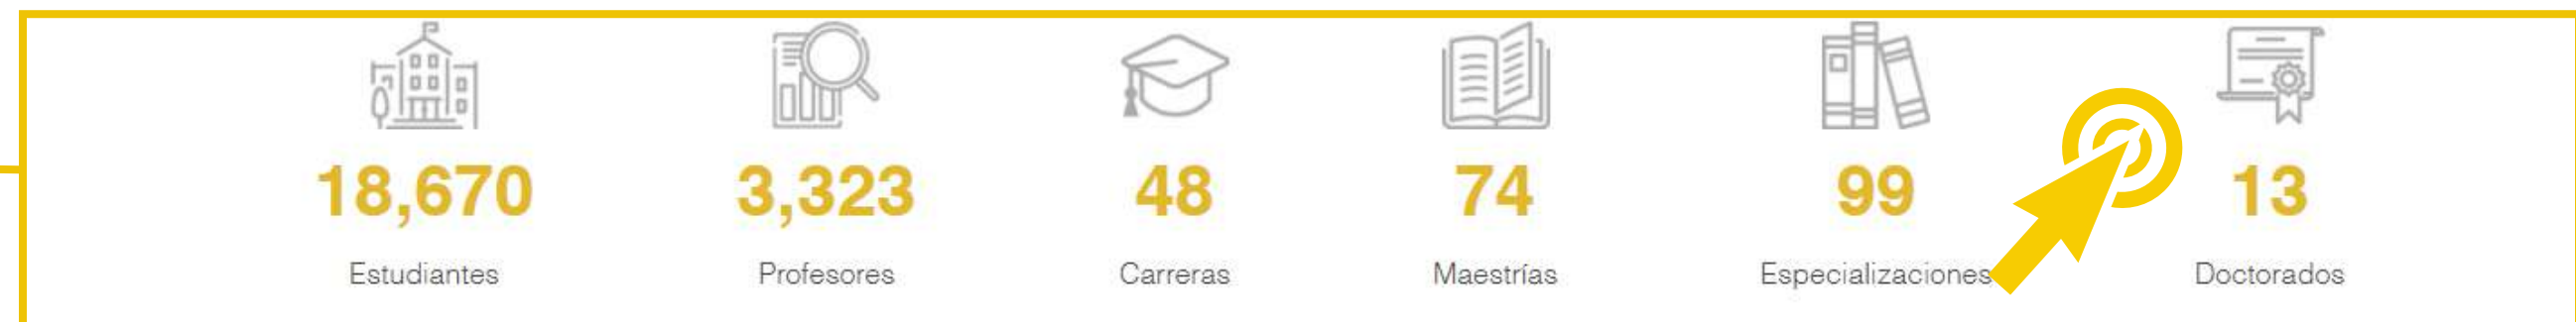 18,670 3,323 48 74 99 13
Estudiantes Profesores Carreras Maestrías Especializaciones Doctorados